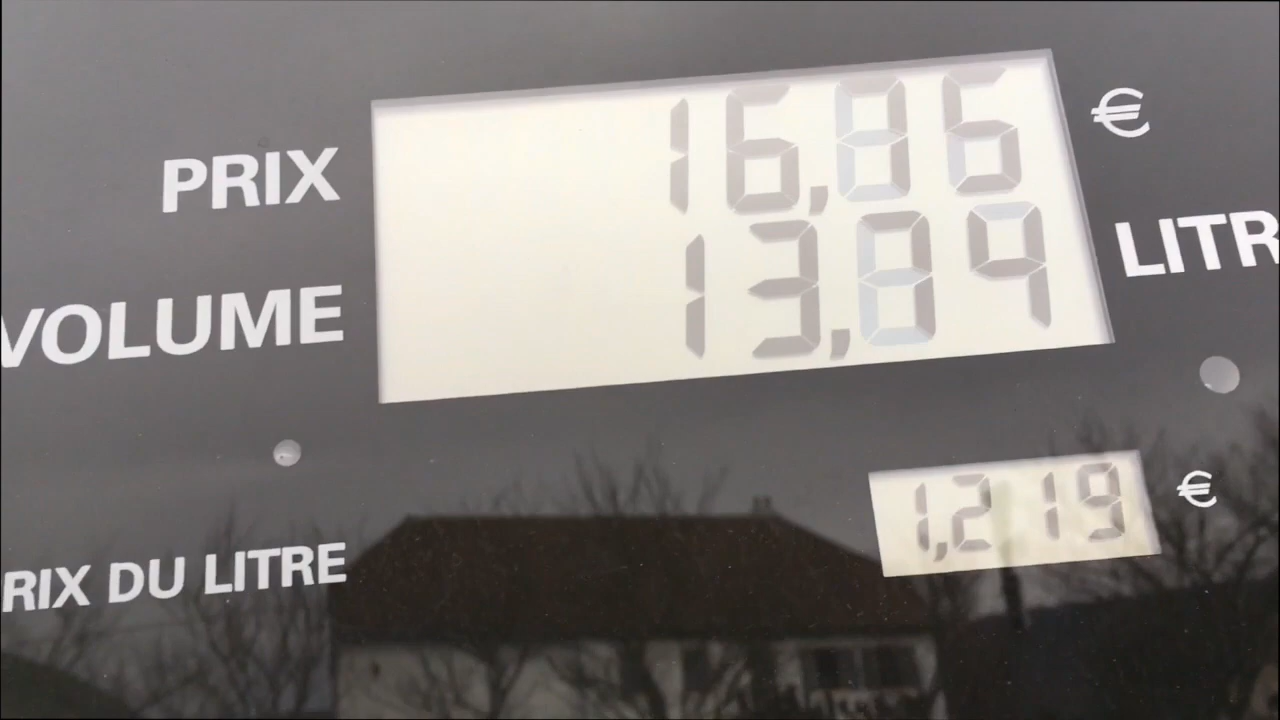 PRIX 16,86 €
VOLUME 13,84 LITR
RIX DU LITRE 1,219 €